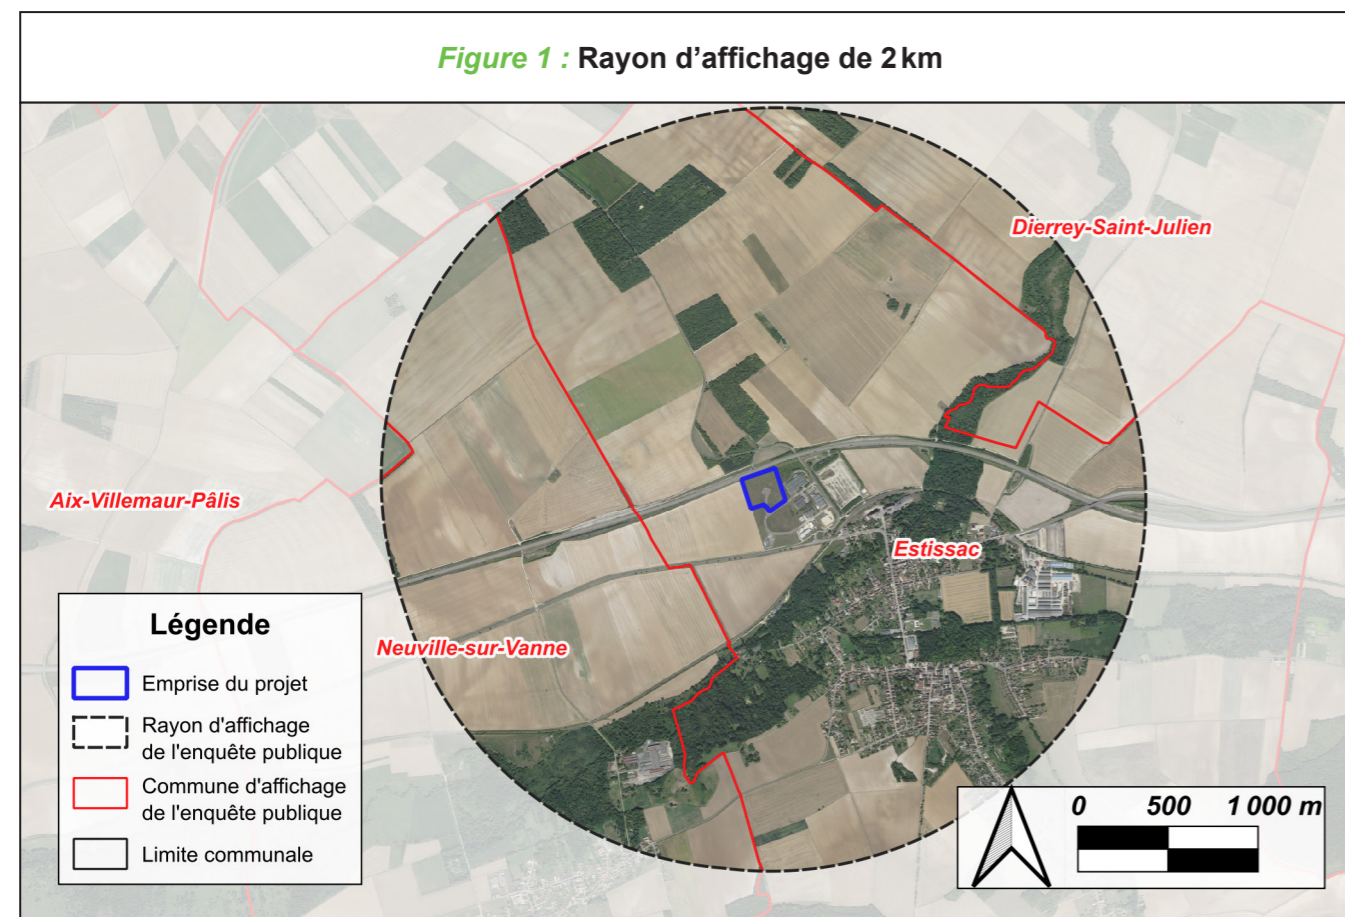 Figure 1 : Rayon d’affichage de 2 km
Dierrey-Saint-Julien
Aix-Villemaur-Pâlis
Estissac
Neuville-sur-Vanne
Légende
Emprise du projet
Rayon d'affichage
de l'enquête publique
Commune d'affichage
de l'enquête publique
Limite communale
0 500 1 000 m